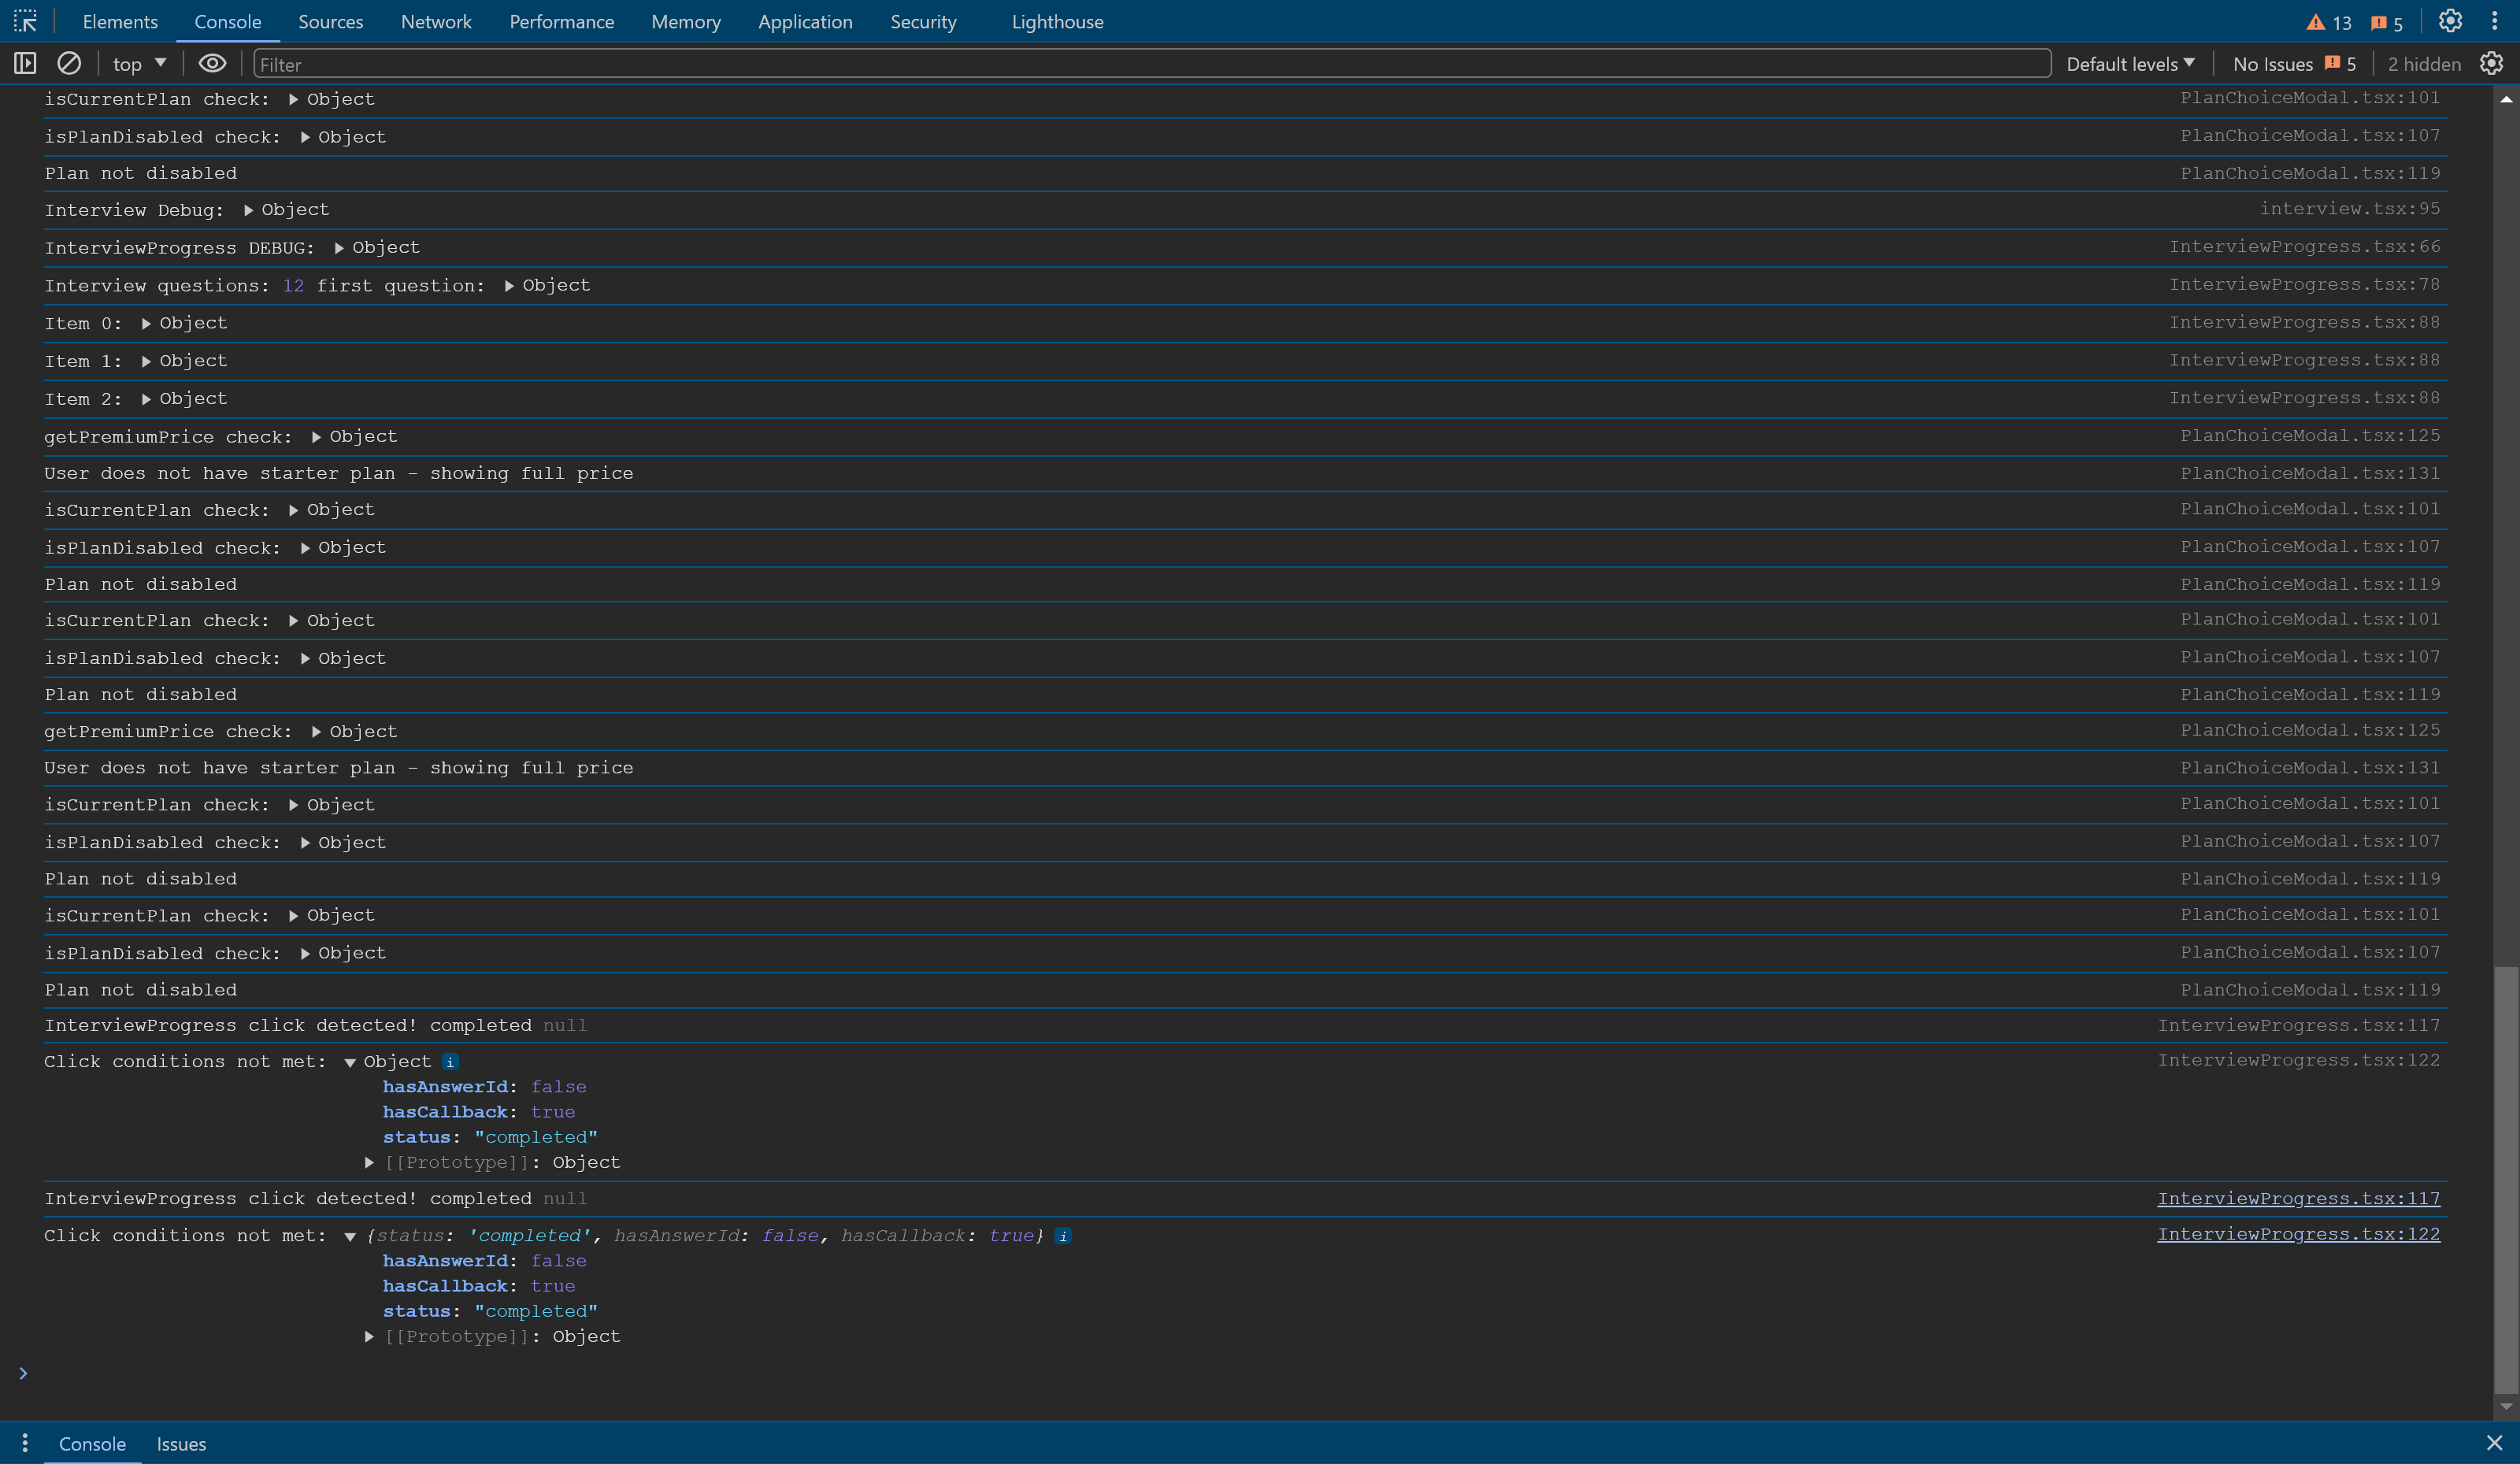 Elements Console Sources Network Performance Memory Application Security Lighthouse 13 5
top Filter Default levels No Issues 5 2 hidden
isCurrentPlan check: Object PlanChoiceModal.tsx:101
isPlanDisabled check: Object PlanChoiceModal.tsx:107
Plan not disabled PlanChoiceModal.tsx:119
Interview Debug: Object interview.tsx:95
InterviewProgress DEBUG: Object InterviewProgress.tsx:66
Interview questions: 12 first question: Object InterviewProgress.tsx:78
Item 0: Object InterviewProgress.tsx:88
Item 1: Object InterviewProgress.tsx:88
Item 2: Object InterviewProgress.tsx:88
getPremiumPrice check: Object PlanChoiceModal.tsx:125
User does not have starter plan - showing full price PlanChoiceModal.tsx:131
isCurrentPlan check: Object PlanChoiceModal.tsx:101
isPlanDisabled check: Object PlanChoiceModal.tsx:107
Plan not disabled PlanChoiceModal.tsx:119
isCurrentPlan check: Object PlanChoiceModal.tsx:101
isPlanDisabled check: Object PlanChoiceModal.tsx:107
Plan not disabled PlanChoiceModal.tsx:119
getPremiumPrice check: Object PlanChoiceModal.tsx:125
User does not have starter plan - showing full price PlanChoiceModal.tsx:131
isCurrentPlan check: Object PlanChoiceModal.tsx:101
isPlanDisabled check: Object PlanChoiceModal.tsx:107
Plan not disabled PlanChoiceModal.tsx:119
isCurrentPlan check: Object PlanChoiceModal.tsx:101
isPlanDisabled check: Object PlanChoiceModal.tsx:107
Plan not disabled PlanChoiceModal.tsx:119
InterviewProgress click detected! completed null InterviewProgress.tsx:117
Click conditions not met: Object i InterviewProgress.tsx:122
hasAnswerId: false
hasCallback: true
status: "completed"
[[Prototype]]: Object
InterviewProgress click detected! completed null InterviewProgress.tsx:117
Click conditions not met: {status: 'completed', hasAnswerId: false, hasCallback: true} i InterviewProgress.tsx:122
hasAnswerId: false
hasCallback: true
status: "completed"
[[Prototype]]: Object
Console Issues